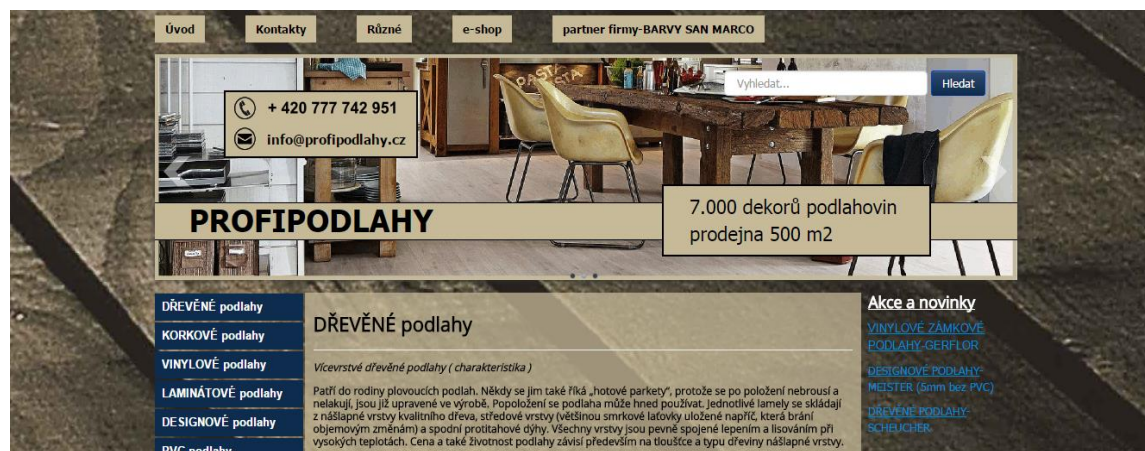 Úvod
Kontakty
Různé
e-shop
partner firmy-BARVY SAN MARCO
Vyhledat...
Hledat
+ 420 777 742 951
info@profipodlahy.cz
PROFIPODLAHY
7.000 dekorů podlahovin
prodejna 500 m2
DŘEVĚNÉ podlahy
KORKOVÉ podlahy
VINYLOVÉ podlahy
LAMINÁTOVÉ podlahy
DESIGNOVÉ podlahy
PVC podlahy
DŘEVĚNÉ podlahy
Vícevrstvé dřevěné podlahy ( charakteristika )
Patří do rodiny plovoucích podlah. Někdy se jim také říká „hotové parkety“, protože se po položení nebrousí a
nelakují, jsou již upravené ve výrobě. Popoložení se podlaha může hned používat. Jednotlivé lamely se skládají
z nášlapné vrstvy kvalitního dřeva, středové vrstvy (většinou smrkové laťovky uložené napříč, která brání
objemovým změnám) a spodní protitahové dýhy. Všechny vrstvy jsou pevně spojené lepením a lisováním při
vysokých teplotách. Cena a také životnost podlahy závisí především na tloušťce a typu dřeviny nášlapné vrstvy.
Akce a novinky
VINYLOVÉ ZÁMKOVÉ
PODLAHY-GERFLOR
DESIGNOVÉ PODLAHY-
MEISTER (5mm bez PVC)
DŘEVĚNÉ PODLAHY-
SCHEUCHER